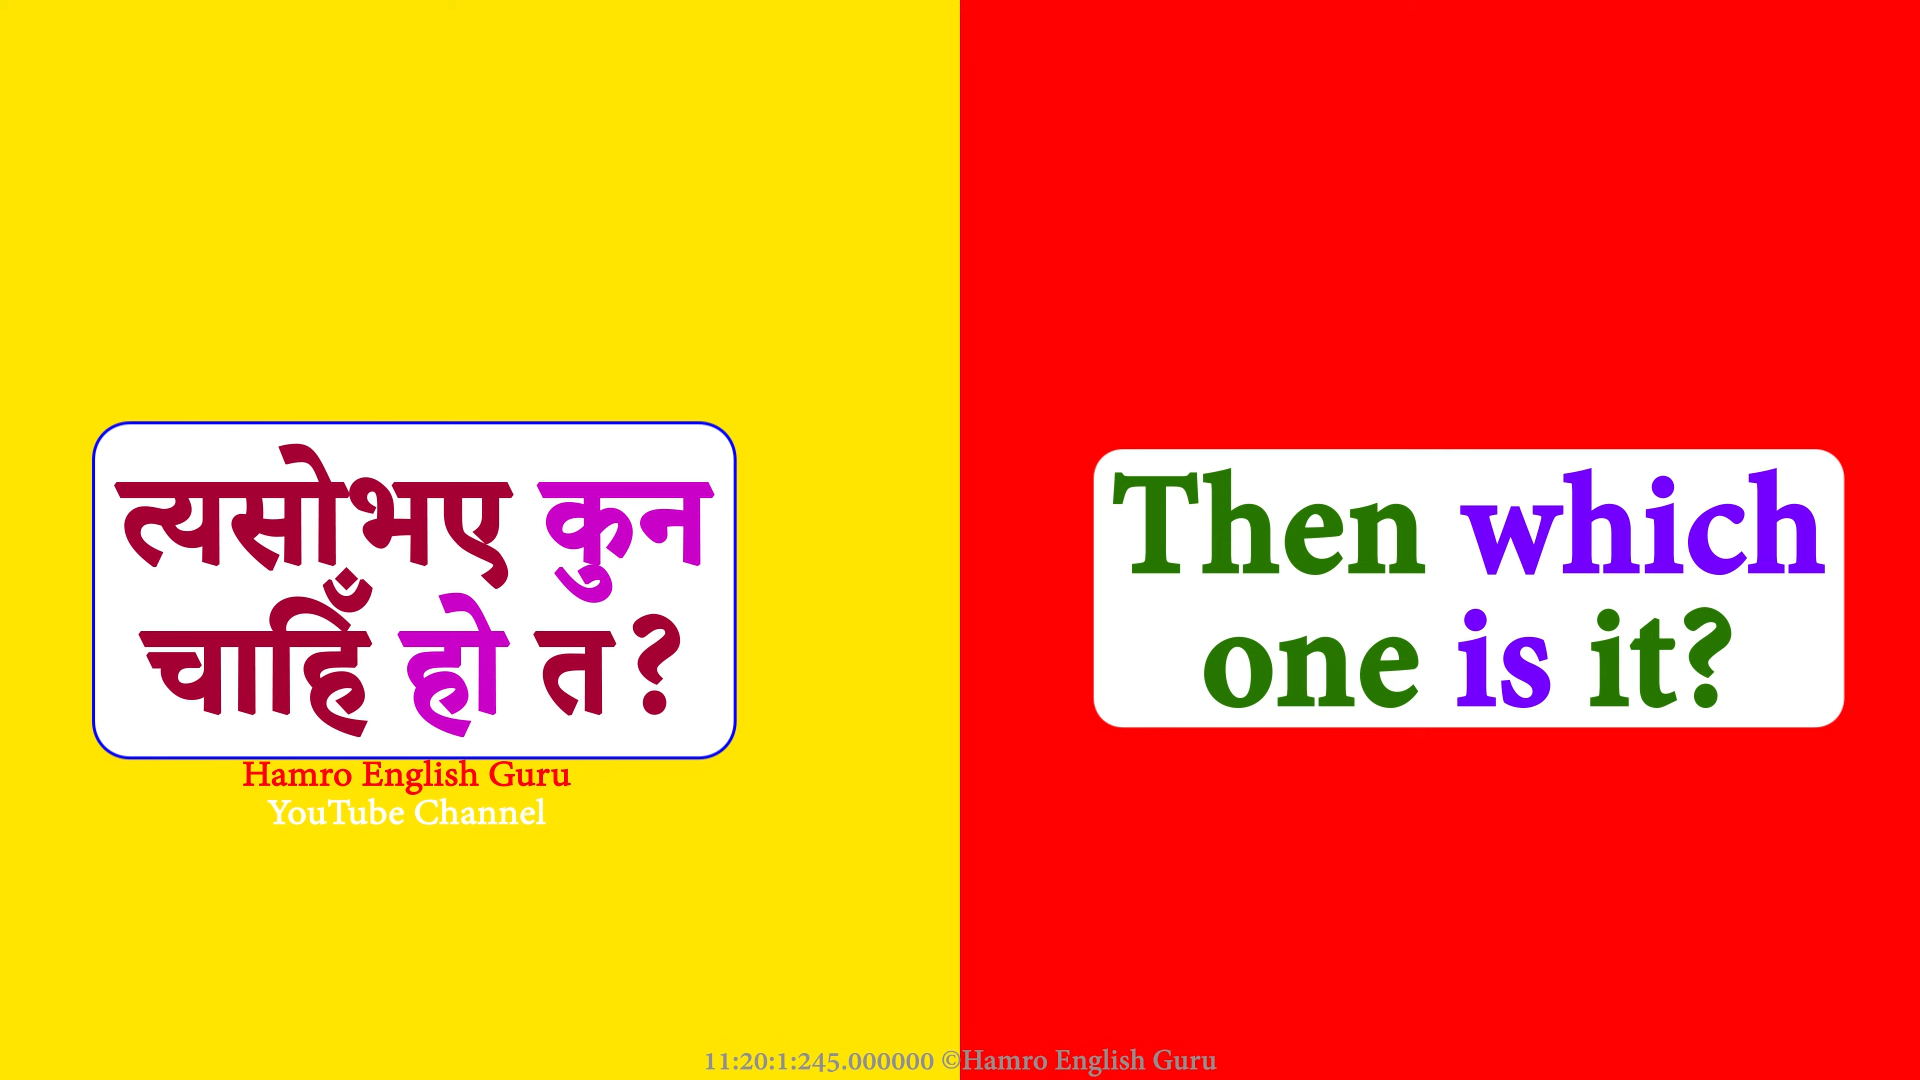 त्यसोभए कुन
चाहिँ हो त?
Hamro English Guru
YouTube Channel
Then which
one is it?
11:20:1:245.000000 ©Hamro English Guru